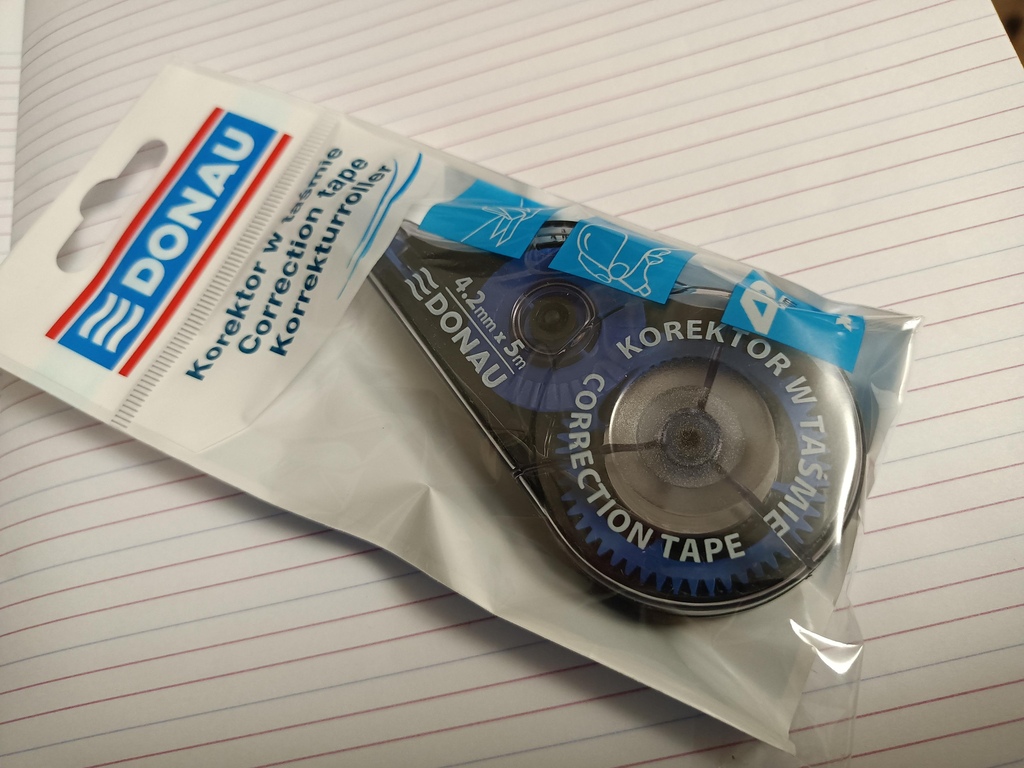 DONAU
Korektor w taśmie
Correction tape
Korrekturroller
4.2mm x 5m
DONAU
KOREKTOR W TAŚMIE
CORRECTION TAPE